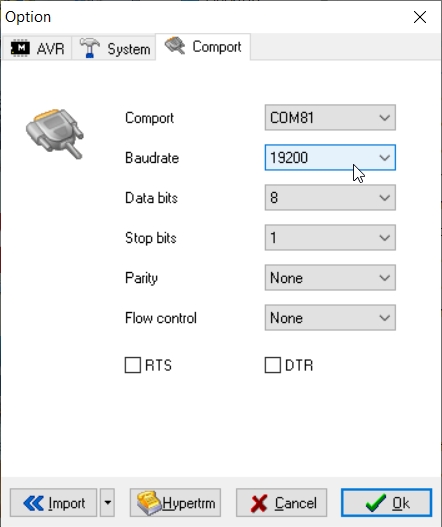 Option
AVR System Comport
Comport COM81
Baudrate 19200
Data bits 8
Stop bits 1
Parity None
Flow control None
RTS DTR
Import Hypertrm Cancel Ok